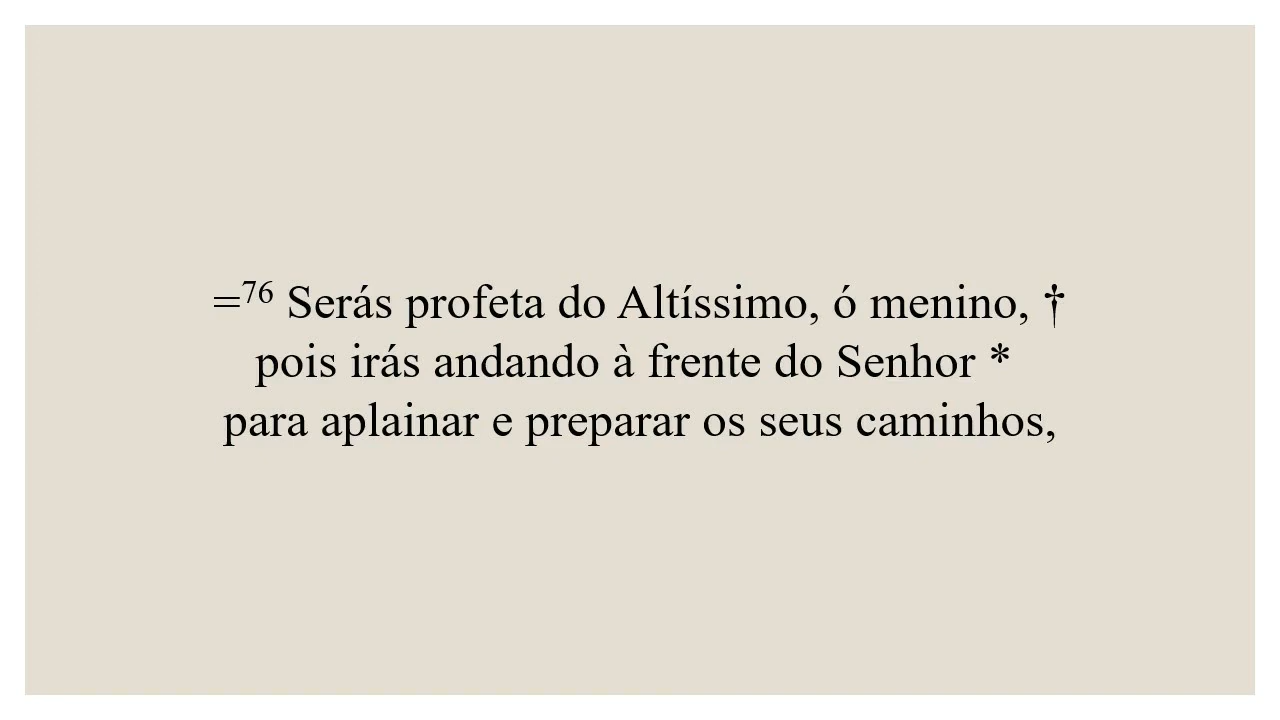 =76 Serás profeta do Altíssimo, ó menino, †
pois irás andando à frente do Senhor *
para aplainar e preparar os seus caminhos,